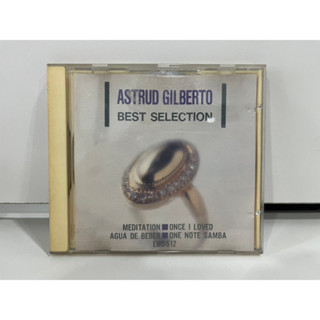 ASTRUD GILBERTO
BEST SELECTION
MEDITATION ■ ONCE I LOVED
AGUA DE BEBER ■ ONE NOTE SAMBA